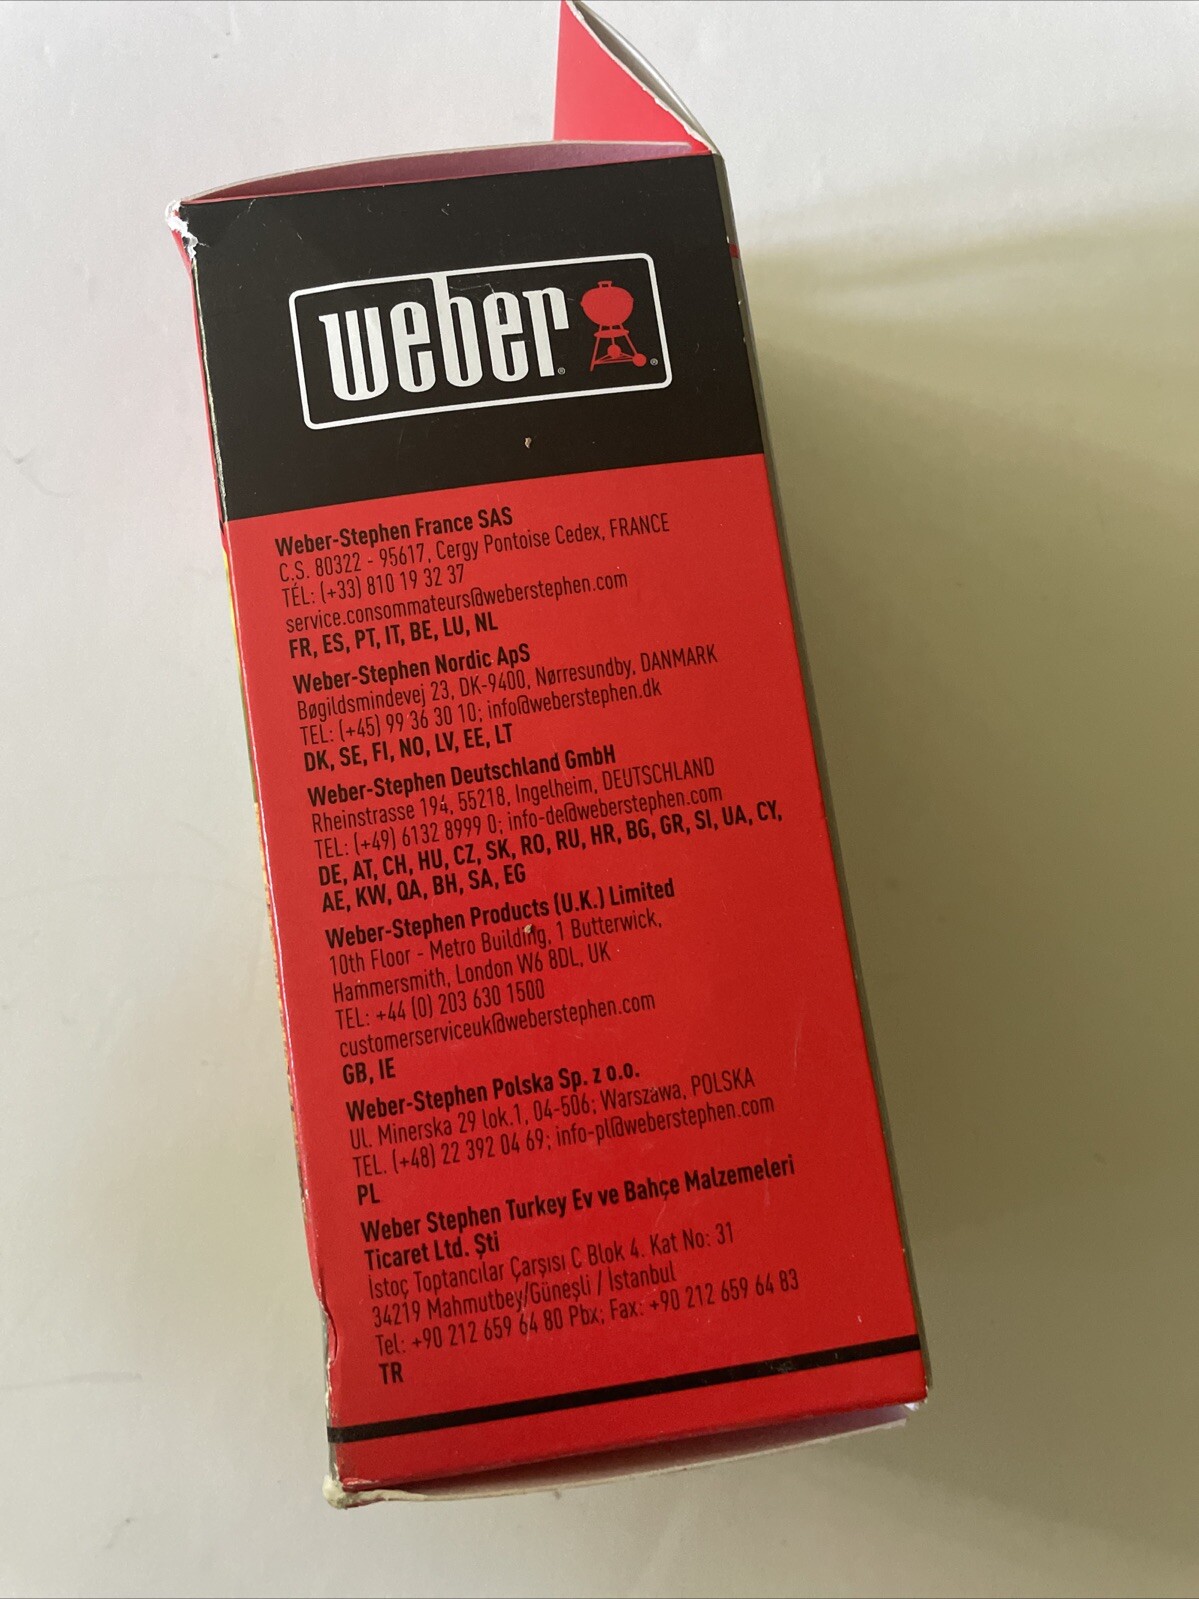 weber
Weber-Stephen France SAS
C.S. 80322 - 95617, Cergy Pontoise Cedex, FRANCE
TÉL: (+33) 810 19 32 37
service.consommateurs@weberstephen.com
FR, ES, PT, IT, BE, LU, NL
Weber-Stephen Nordic ApS
Bøgildsmindevej 23, DK-9400, Nørresundby, DANMARK
TEL: (+45) 99 36 30 10; info@weberstephen.dk
DK, SE, FI, NO, LV, EE, LT
Weber-Stephen Deutschland GmbH
Rheinstrasse 194, 55218, Ingelheim, DEUTSCHLAND
TEL: (+49) 6132 8999 0; info-de@weberstephen.com
DE, AT, CH, HU, CZ, SK, RO, RU, HR, BG, GR, SI, UA, CY,
AE, KW, QA, BH, SA, EG
Weber-Stephen Products (U.K.) Limited
10th Floor - Metro Building, 1 Butterwick,
Hammersmith, London W6 8DL, UK
TEL: +44 (0) 203 630 1500
customerserviceuk@weberstephen.com
GB, IE
Weber-Stephen Polska Sp. z o.o.
Ul. Minerska 29 lok.1, 04-506; Warszawa, POLSKA
TEL. (+48) 22 392 04 69; info-pl@weberstephen.com
PL
Weber Stephen Turkey Ev ve Bahçe Malzemeleri
Ticaret Ltd. Şti
İstoç Toptancılar Çarşısı C Blok 4. Kat No: 31
34219 Mahmutbey/Güneşli / İstanbul
Tel: +90 212 659 64 80 Pbx; Fax: +90 212 659 64 83
TR